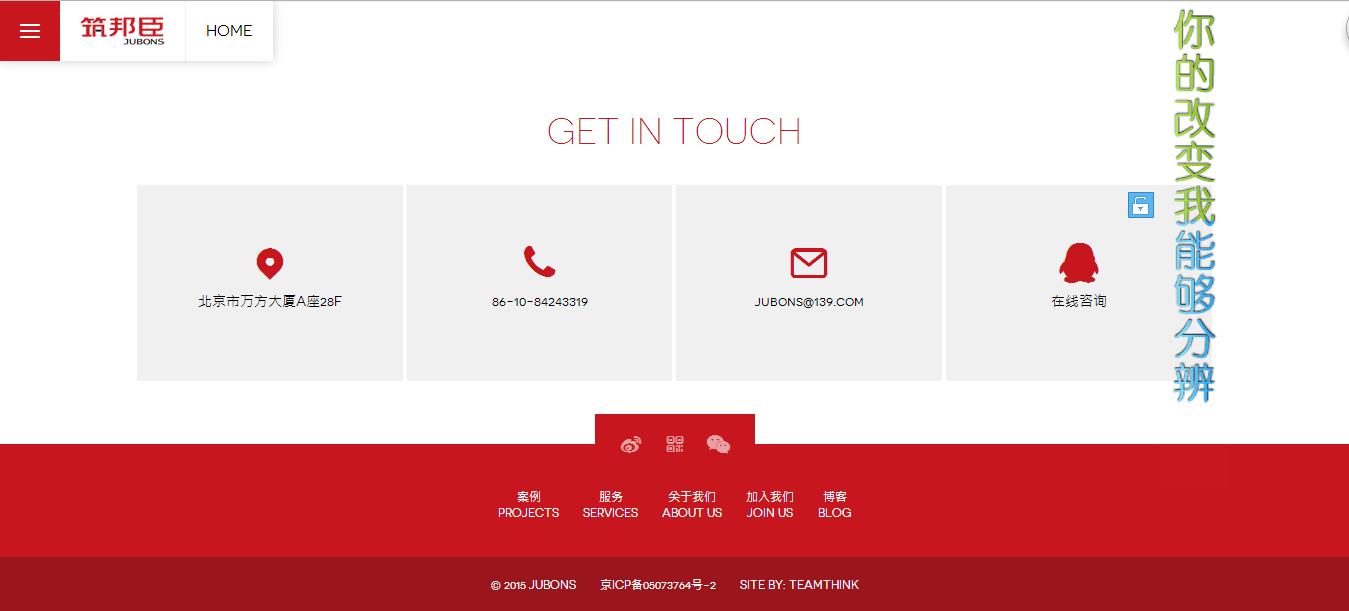 筑邦臣
JUBONS
HOME
GET IN TOUCH
北京市万方大厦A座28F
86-10-84243319
JUBONS@139.COM
在线咨询
你的改变我能够分辨
案例
PROJECTS
服务
SERVICES
关于我们
ABOUT US
加入我们
JOIN US
博客
BLOG
© 2015 JUBONS
京ICP备05073764号-2
SITE BY: TEAMTHINK